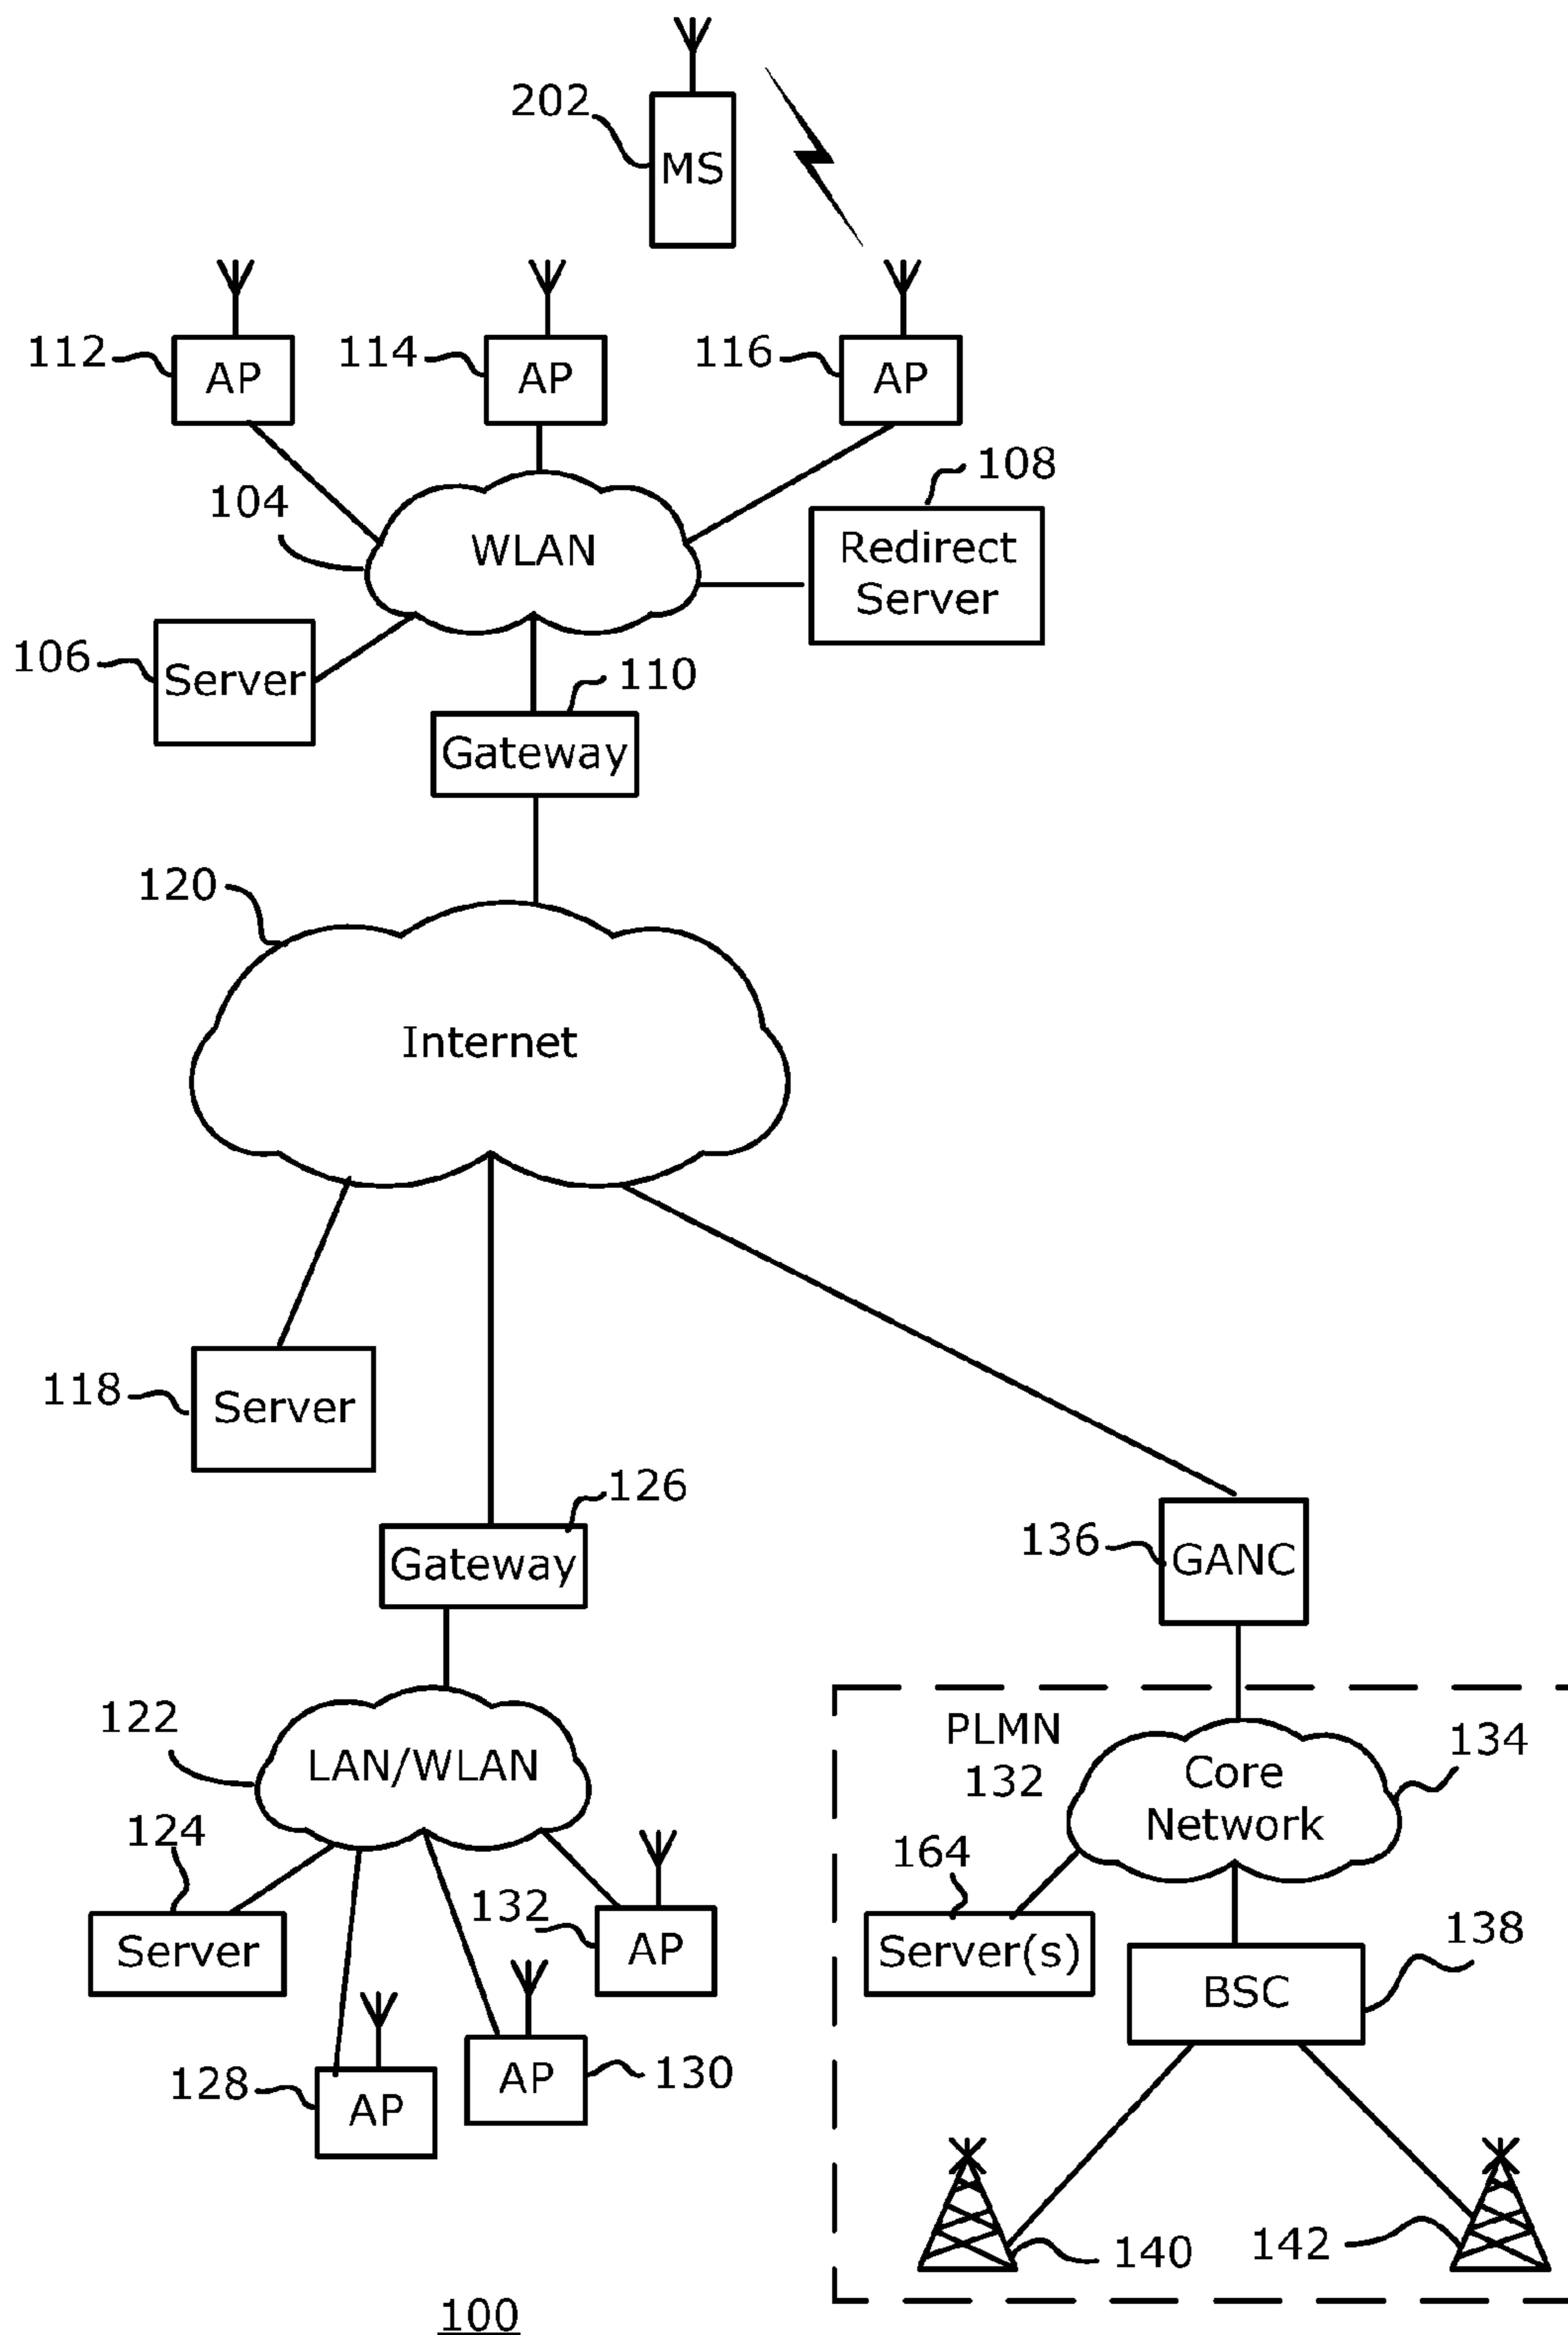 202
MS
112
AP
114
AP
116
AP
108
104
WLAN
Redirect
Server
106
Server
110
Gateway
120
Internet
118
Server
126
Gateway
136
GANC
122
LAN/WLAN
PLMN
132
134
Core
Network
124
Server
132
AP
164
Server(s)
138
BSC
128
AP
AP
130
140
142
100